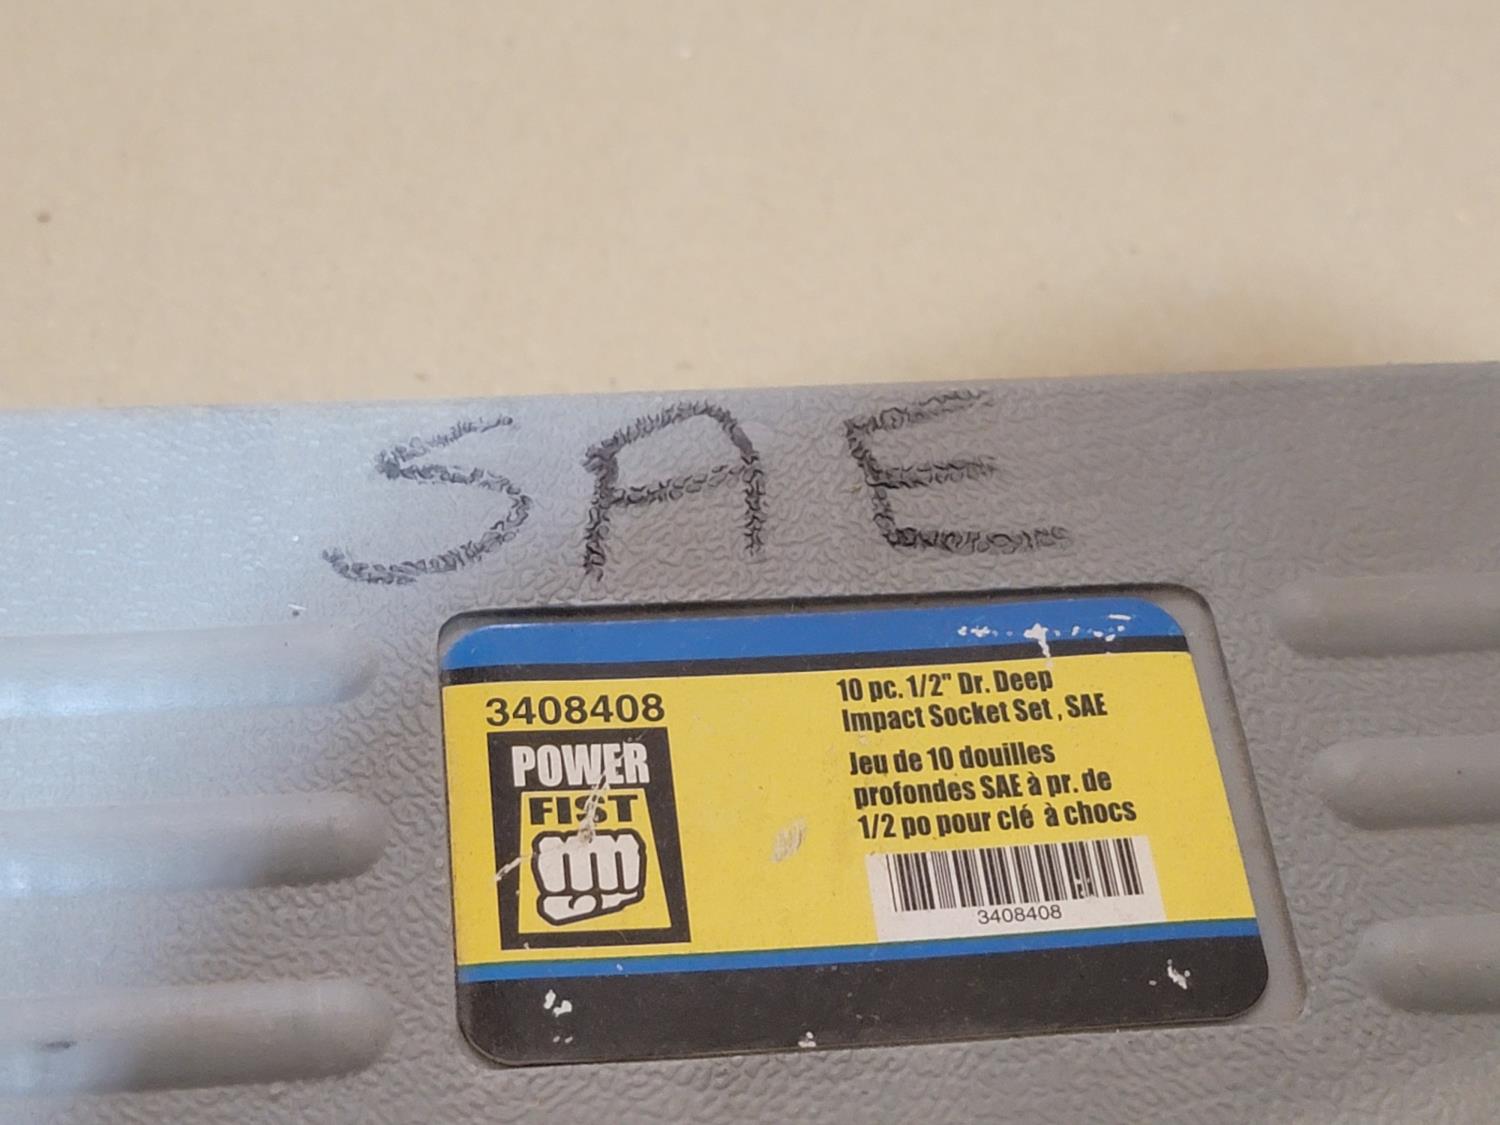 SAE
3408408
POWER
FIST
10 pc. 1/2" Dr. Deep
Impact Socket Set , SAE
Jeu de 10 douilles
profondes SAE à pr. de
1/2 po pour clé à chocs
3408408